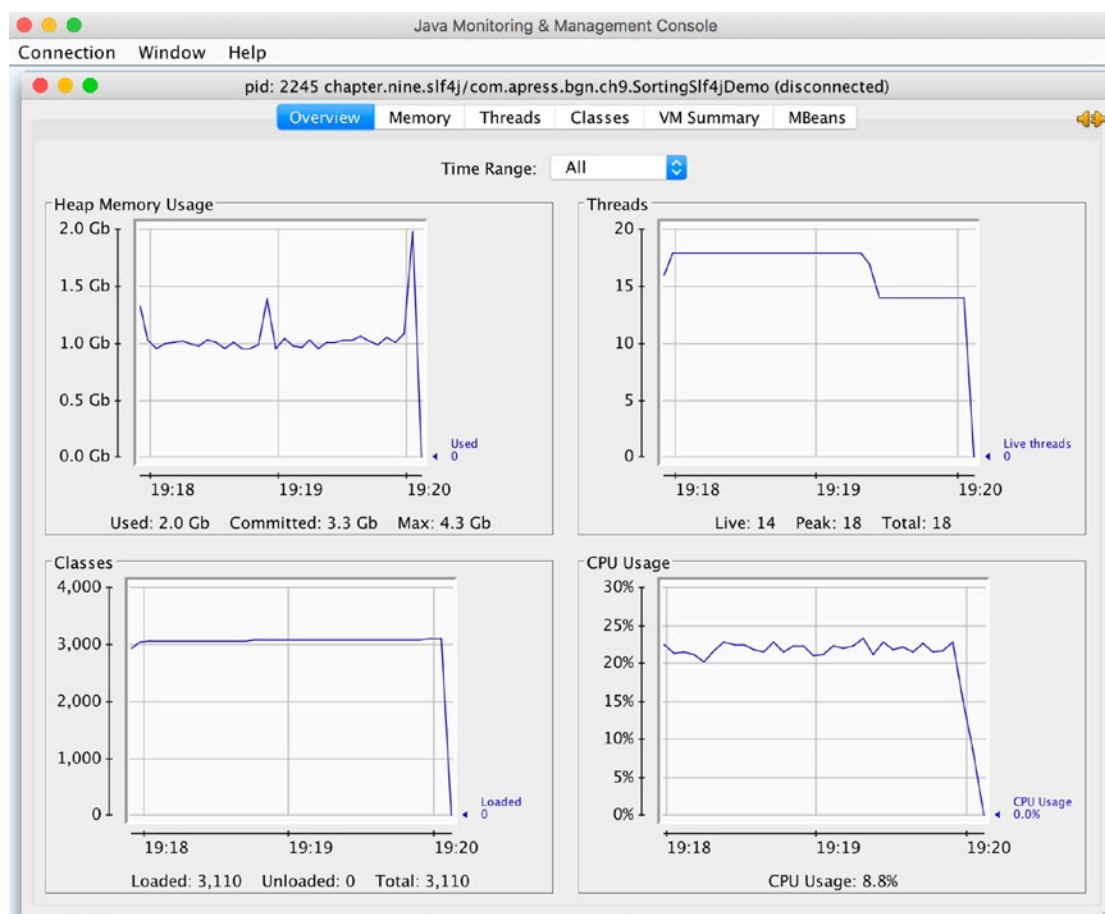 Java Monitoring & Management Console
Connection Window Help
pid: 2245 chapter.nine.slf4j/com.apress.bgn.ch9.SortingSlf4jDemo (disconnected)
Overview Memory Threads Classes VM Summary MBeans
Time Range: All
Heap Memory Usage
2.0 Gb
1.5 Gb
1.0 Gb
0.5 Gb
0.0 Gb
Used
0
19:18 19:19 19:20
Used: 2.0 Gb Committed: 3.3 Gb Max: 4.3 Gb
Threads
20
15
10
5
0
Live threads
0
19:18 19:19 19:20
Live: 14 Peak: 18 Total: 18
Classes
4,000
3,000
2,000
1,000
0
Loaded
0
19:18 19:19 19:20
Loaded: 3,110 Unloaded: 0 Total: 3,110
CPU Usage
30%
25%
20%
15%
10%
5%
0%
CPU Usage
0.0%
19:18 19:19 19:20
CPU Usage: 8.8%